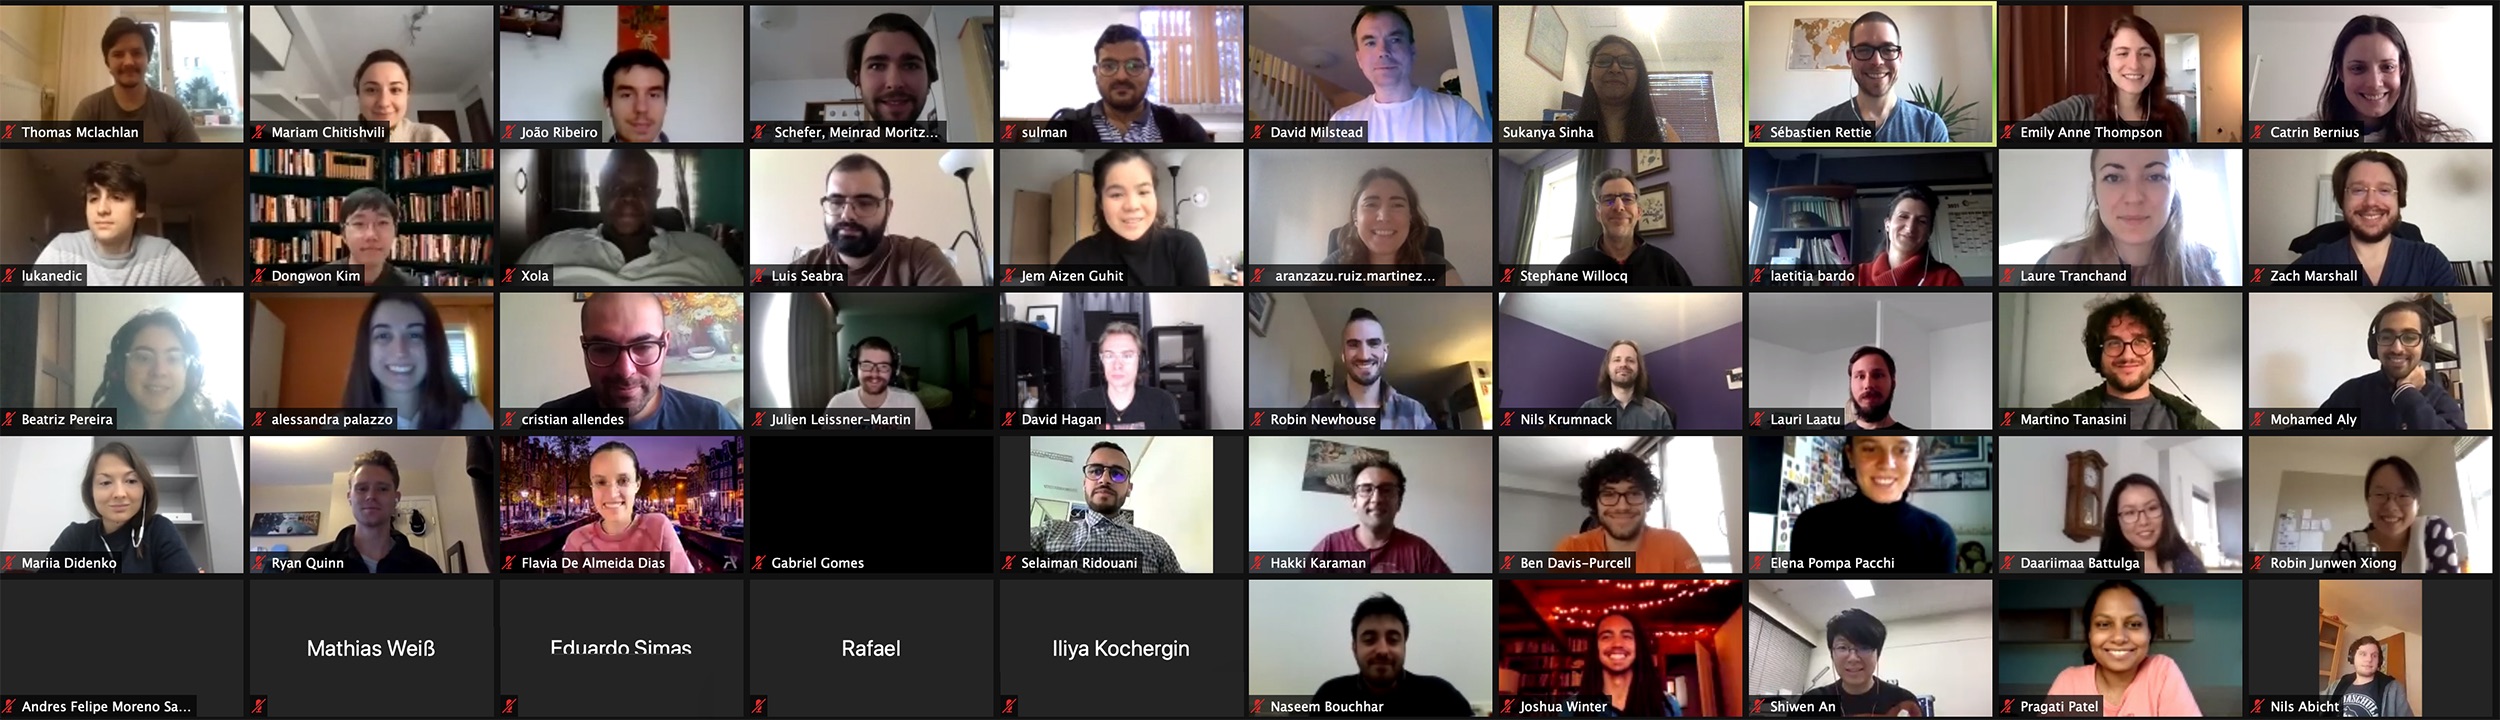 Thomas Mclachlan
Mariam Chitishvili
João Ribeiro
Schefer, Meinrad Moritz...
sulman
David Milstead
Sukanya Sinha
Sébastien Rettie
Emily Anne Thompson
Catrin Bernius
lukanedic
Dongwon Kim
Xola
Luis Seabra
Jem Aizen Guhit
aranzazu.ruiz.martinez...
Stephane Willocq
laetitia bardo
Laure Tranchand
Zach Marshall
Beatriz Pereira
alessandra palazzo
cristian allendes
Julien Leissner-Martin
David Hagan
Robin Newhouse
Nils Krumnack
Lauri Laatu
Martino Tanasini
Mohamed Aly
Mariia Didenko
Ryan Quinn
Flavia De Almeida Dias
Gabriel Gomes
Selaiman Ridouani
Hakki Karaman
Ben Davis-Purcell
Elena Pompa Pacchi
Daariimaa Battulga
Robin Junwen Xiong
Andres Felipe Moreno Sa...
Mathias Weiß
Eduardo Simas
Rafael
Iliya Kochergin
Naseem Bouchhar
Joshua Winter
Shiwen An
Pragati Patel
Nils Abicht